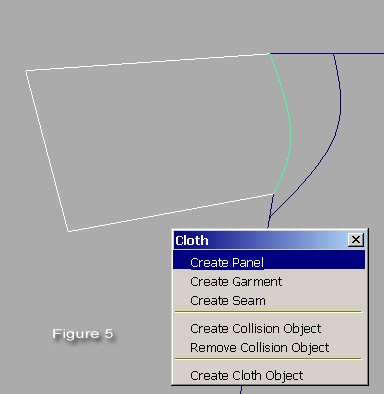 Cloth
Create Panel
Create Garment
Create Seam
Create Collision Object
Remove Collision Object
Create Cloth Object
Figure 5